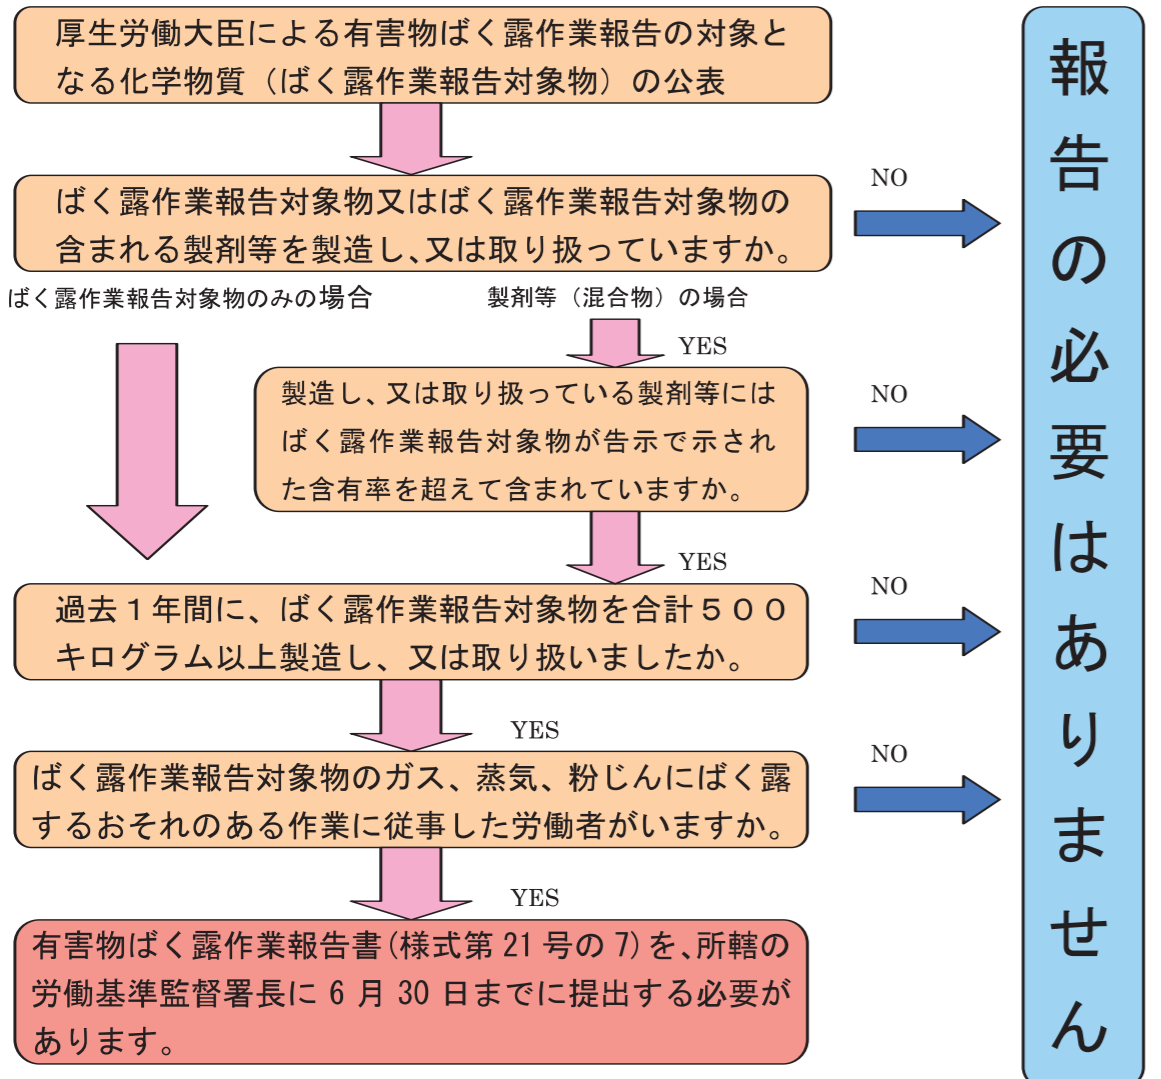 厚生労働大臣による有害物ばく露作業報告の対象と
なる化学物質（ばく露作業報告対象物）の公表
ばく露作業報告対象物又はばく露作業報告対象物の
含まれる製剤等を製造し、又は取り扱っていますか。
NO
ばく露作業報告対象物のみの場合
製剤等（混合物）の場合
YES
製造し、又は取り扱っている製剤等には
ばく露作業報告対象物が告示で示され
た含有率を超えて含まれていますか。
NO
YES
過去１年間に、ばく露作業報告対象物を合計５００
キログラム以上製造し、又は取り扱いましたか。
NO
YES
ばく露作業報告対象物のガス、蒸気、粉じんにばく露
するおそれのある作業に従事した労働者がいますか。
NO
YES
有害物ばく露作業報告書(様式第 21 号の 7)を、所轄の
労働基準監督署長に 6 月 30 日までに提出する必要が
あります。
報告の必要はありません